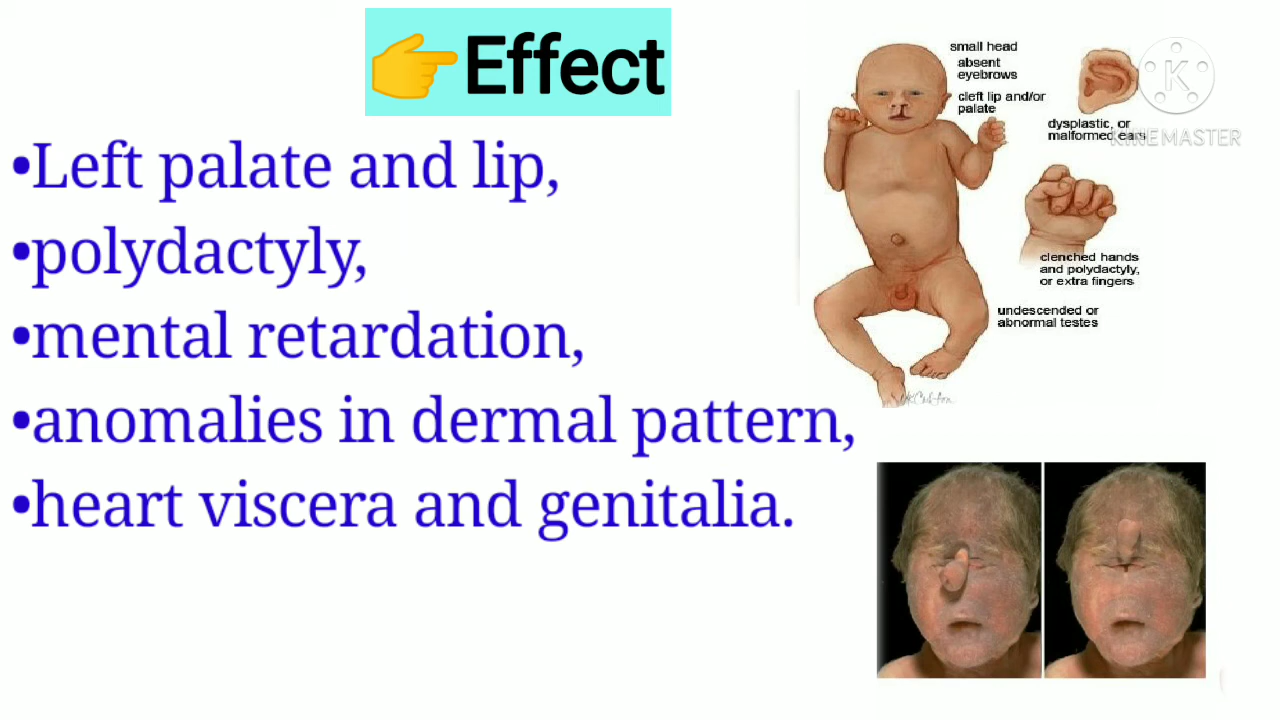 👉Effect
•Left palate and lip,
•polydactyly,
•mental retardation,
•anomalies in dermal pattern,
•heart viscera and genitalia.
small head
absent
eyebrows
cleft lip and/or
palate
dysplastic, or
malformed ears
clenched hands
and polydactyly,
or extra fingers
undescended or
abnormal testes
K
KINEMASTER